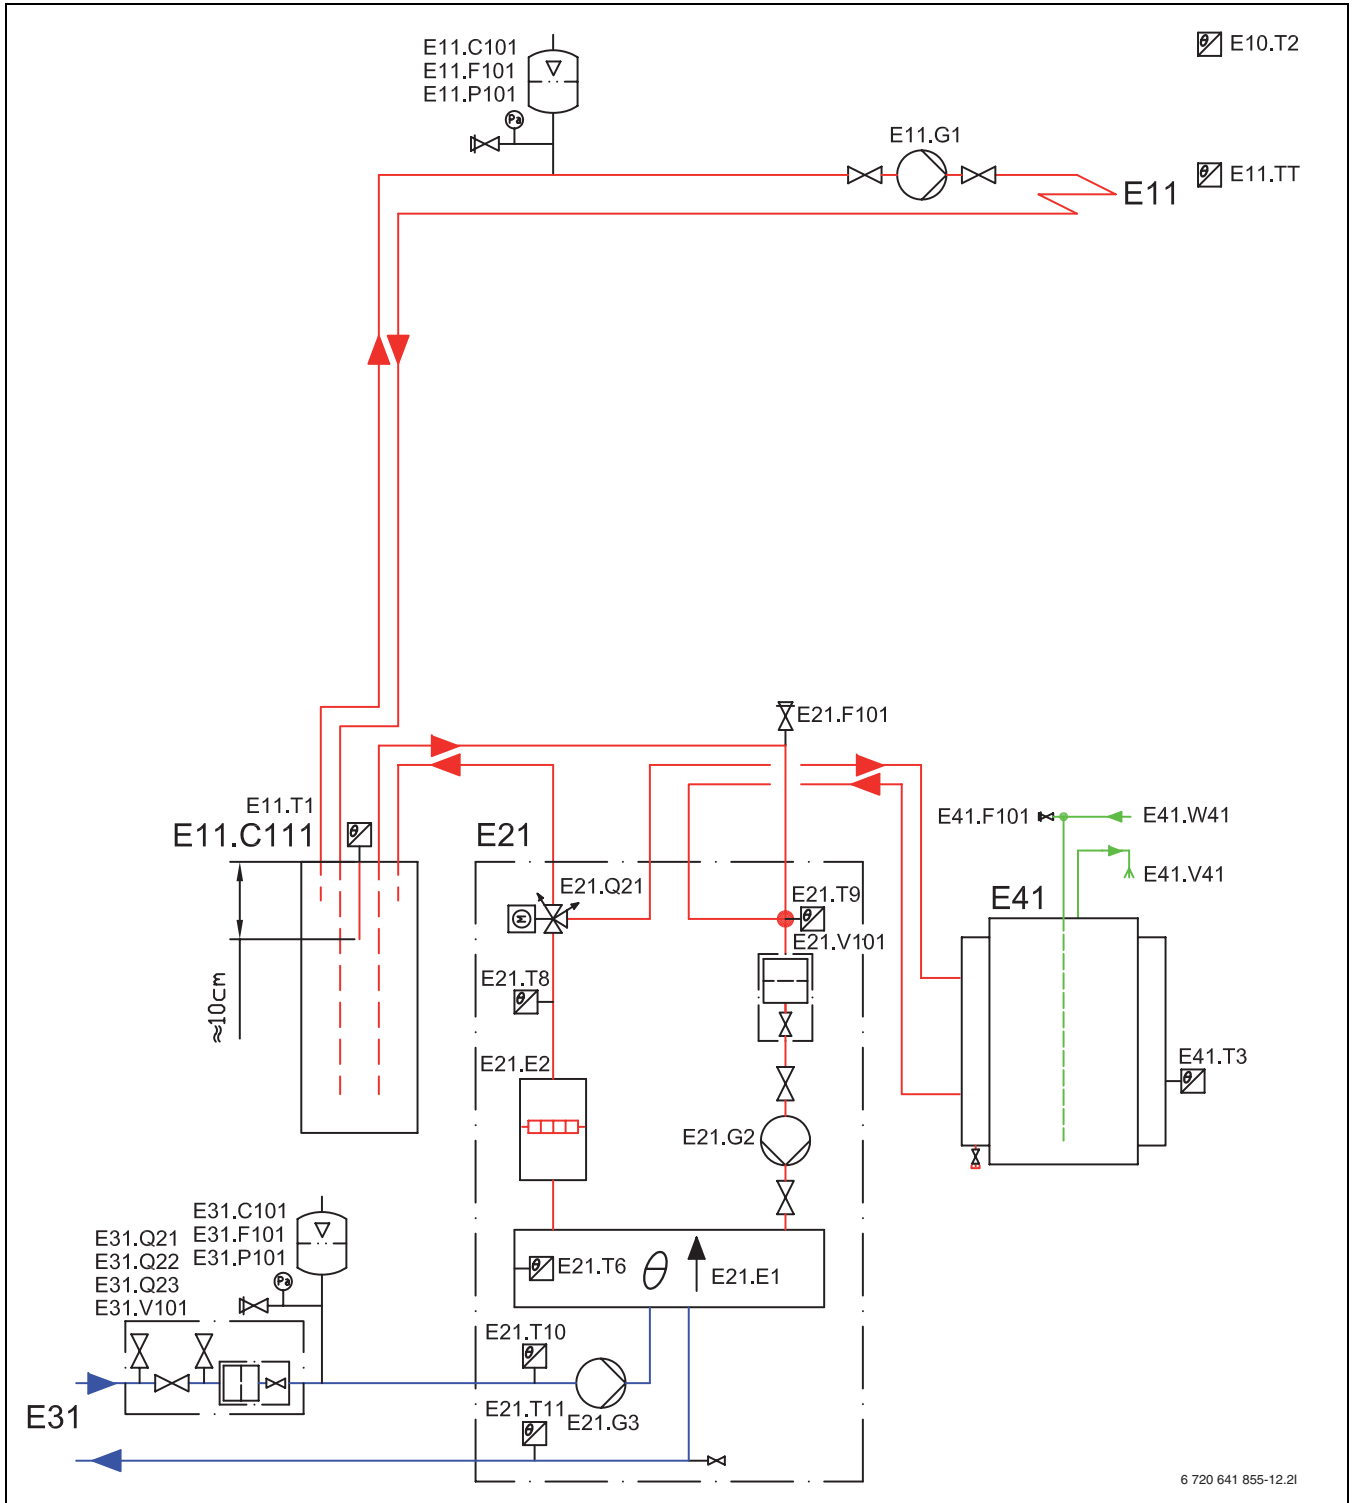 E11.C101
E11.F101
E11.P101
Pa
E10.T2
θ
E11.G1
E11
E11.TT
θ
E21.F101
E11.T1
E11.C111
θ
E21
E21.Q21
M
E21.T9
θ
E21.V101
E41.F101
E41.W41
E41.V41
E41
E21.T8
θ
≈10cm
E21.E2
E21.G2
E41.T3
θ
E31.C101
E31.F101
E31.P101
Pa
E31.Q21
E31.Q22
E31.Q23
E31.V101
E21.T6
θ
θ
E21.E1
E21.T10
θ
E21.G3
E31
E21.T11
θ
6 720 641 855-12.2I